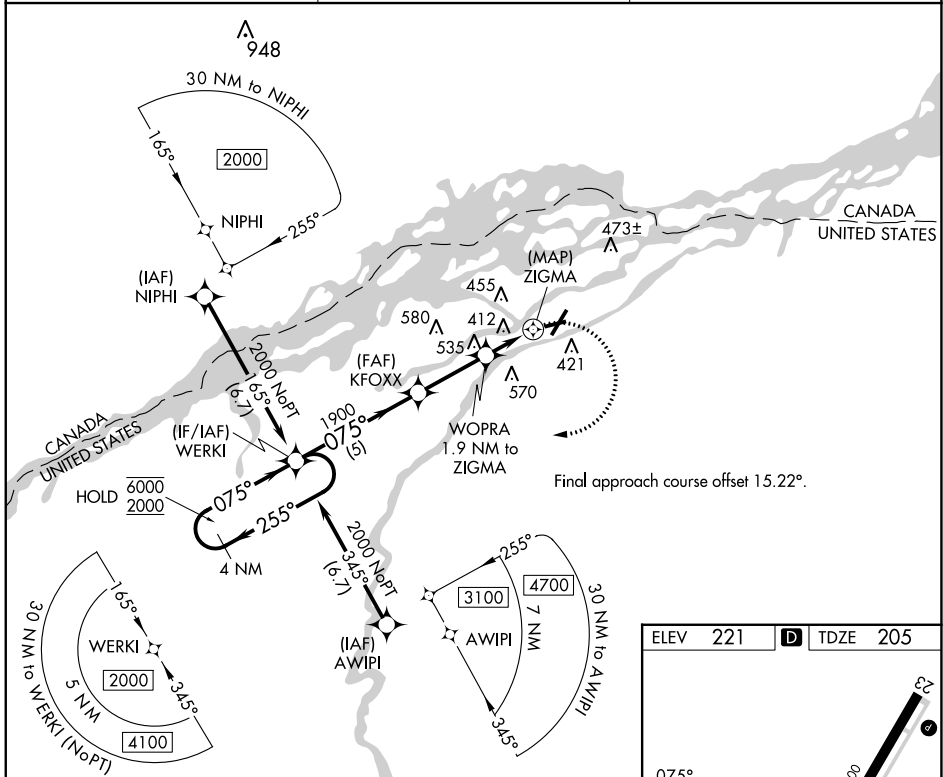 948
30 NM to NIPHI
165°
2000
NIPHI
255°
CANADA
UNITED STATES
473±
(MAP)
ZIGMA
(IAF)
NIPHI
455
580
412
535
421
570
2000 NoPT
165°
(6.7)
(FAF)
KFOXX
1900
075°
(5)
(IF/IAF)
WERKI
WOPRA
1.9 NM to
ZIGMA
CANADA
UNITED STATES
HOLD
6000
2000
075°
255°
4 NM
Final approach course offset 15.22°.
2000 NoPT
345°
(6.7)
(IAF)
AWIPI
165°
WERKI
2000
345°
5 NM
4100
30 NM to WERKI (NoPT)
255°
3100
4700
7 NM
AWIPI
345°
30 NM to AWIPI
ELEV 221 D TDZE 205
23
P
075°